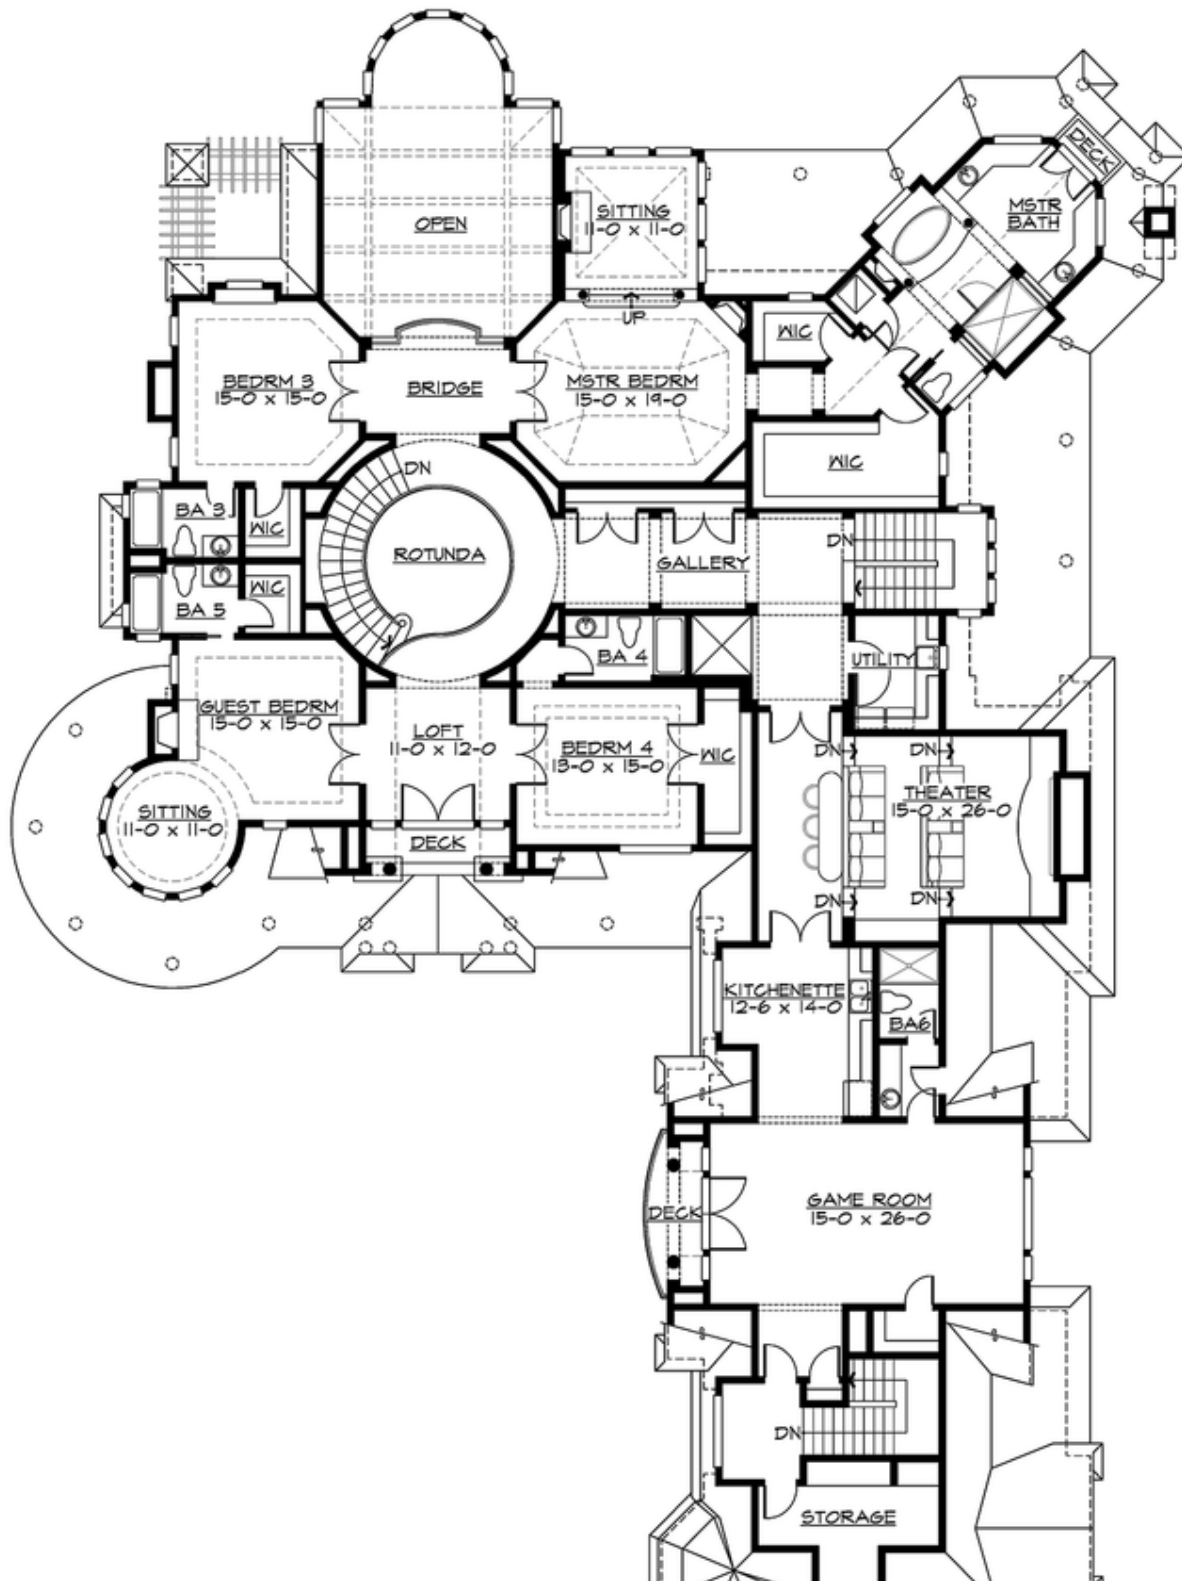 DECK
MSTR
BATH
OPEN
SITTING
11-0 x 11-0
UP
WIC
BEDRM 3
15-0 x 15-0
BRIDGE
MSTR BEDRM
15-0 x 19-0
WIC
DN
BA 3
WIC
ROTUNDA
GALLERY
DN
WIC
BA 5
BA 4
UTILITY
GUEST BEDRM
15-0 x 15-0
LOFT
11-0 x 12-0
BEDRM 4
13-0 x 15-0
WIC
DN
DN
THEATER
15-0 x 26-0
SITTING
11-0 x 11-0
DECK
DN
DN
KITCHENETTE
12-6 x 14-0
BA6
GAME ROOM
15-0 x 26-0
DECK
DN
STORAGE